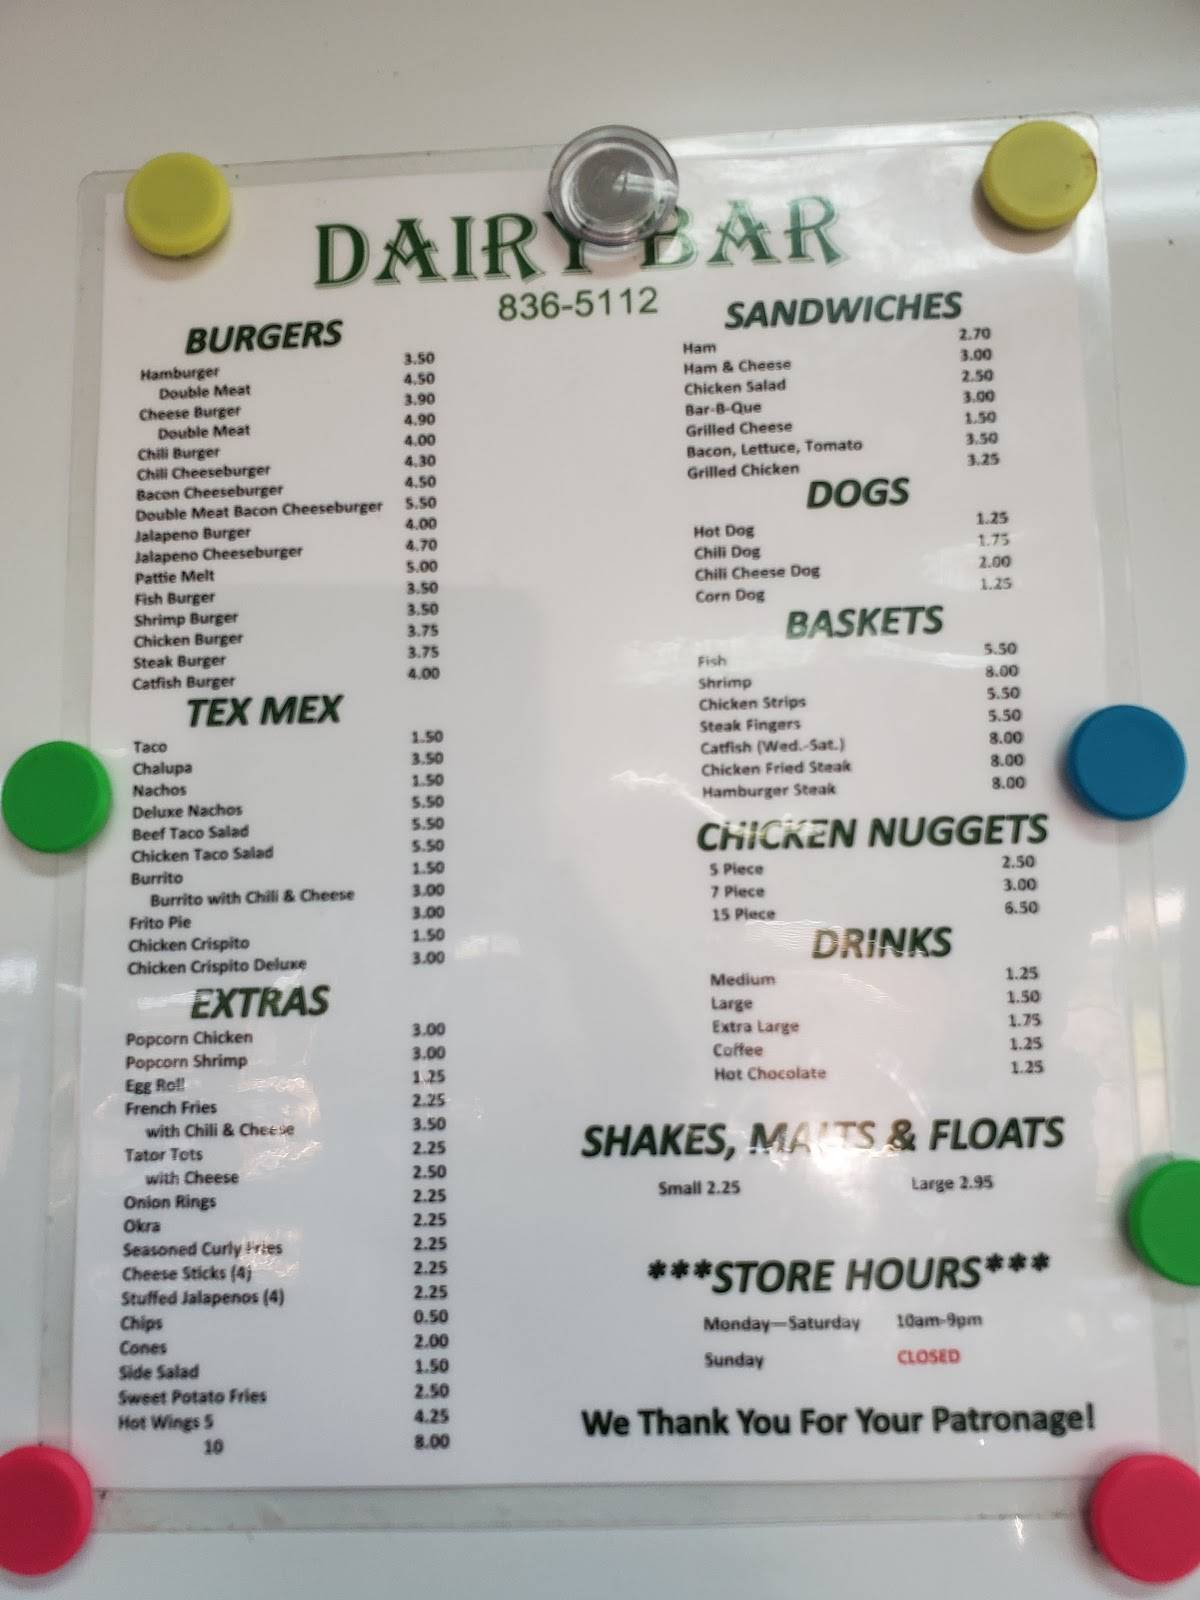 DAIRY BAR
836-5112
BURGERS
Hamburger 3.50
Double Meat 4.50
Cheese Burger 3.90
Double Meat 4.90
Chili Burger 4.00
Chili Cheeseburger 4.30
Bacon Cheeseburger 4.50
Double Meat Bacon Cheeseburger 5.50
Jalapeno Burger 4.00
Jalapeno Cheeseburger 4.70
Pattie Melt 5.00
Fish Burger 3.50
Shrimp Burger 3.50
Chicken Burger 3.75
Steak Burger 3.75
Catfish Burger 4.00
TEX MEX
Taco 1.50
Chalupa 3.50
Nachos 1.50
Deluxe Nachos 5.50
Beef Taco Salad 5.50
Chicken Taco Salad 5.50
Burrito 1.50
Burrito with Chili & Cheese 3.00
Frito Pie 3.00
Chicken Crispito 1.50
Chicken Crispito Deluxe 3.00
EXTRAS
Popcorn Chicken 3.00
Popcorn Shrimp 3.00
Egg Roll 1.25
French Fries 2.25
with Chili & Cheese 3.50
Tator Tots 2.25
with Cheese 2.50
Onion Rings 2.25
Okra 2.25
Seasoned Curly Fries 2.25
Cheese Sticks (4) 2.25
Stuffed Jalapenos (4) 2.25
Chips 0.50
Cones 2.00
Side Salad 1.50
Sweet Potato Fries 2.50
Hot Wings 5 4.25
10 8.00
SANDWICHES
Ham 2.70
Ham & Cheese 3.00
Chicken Salad 2.50
Bar-B-Que 3.00
Grilled Cheese 1.50
Bacon, Lettuce, Tomato 3.50
Grilled Chicken 3.25
DOGS
Hot Dog 1.25
Chili Dog 1.75
Chili Cheese Dog 2.00
Corn Dog 1.25
BASKETS
Fish 5.50
Shrimp 8.00
Chicken Strips 5.50
Steak Fingers 5.50
Catfish (Wed.-Sat.) 8.00
Chicken Fried Steak 8.00
Hamburger Steak 8.00
CHICKEN NUGGETS
5 Piece 2.50
7 Piece 3.00
15 Piece 6.50
DRINKS
Medium 1.25
Large 1.50
Extra Large 1.75
Coffee 1.25
Hot Chocolate 1.25
SHAKES, MALTS & FLOATS
Small 2.25 Large 2.95
***STORE HOURS***
Monday—Saturday 10am-9pm
Sunday CLOSED
We Thank You For Your Patronage!